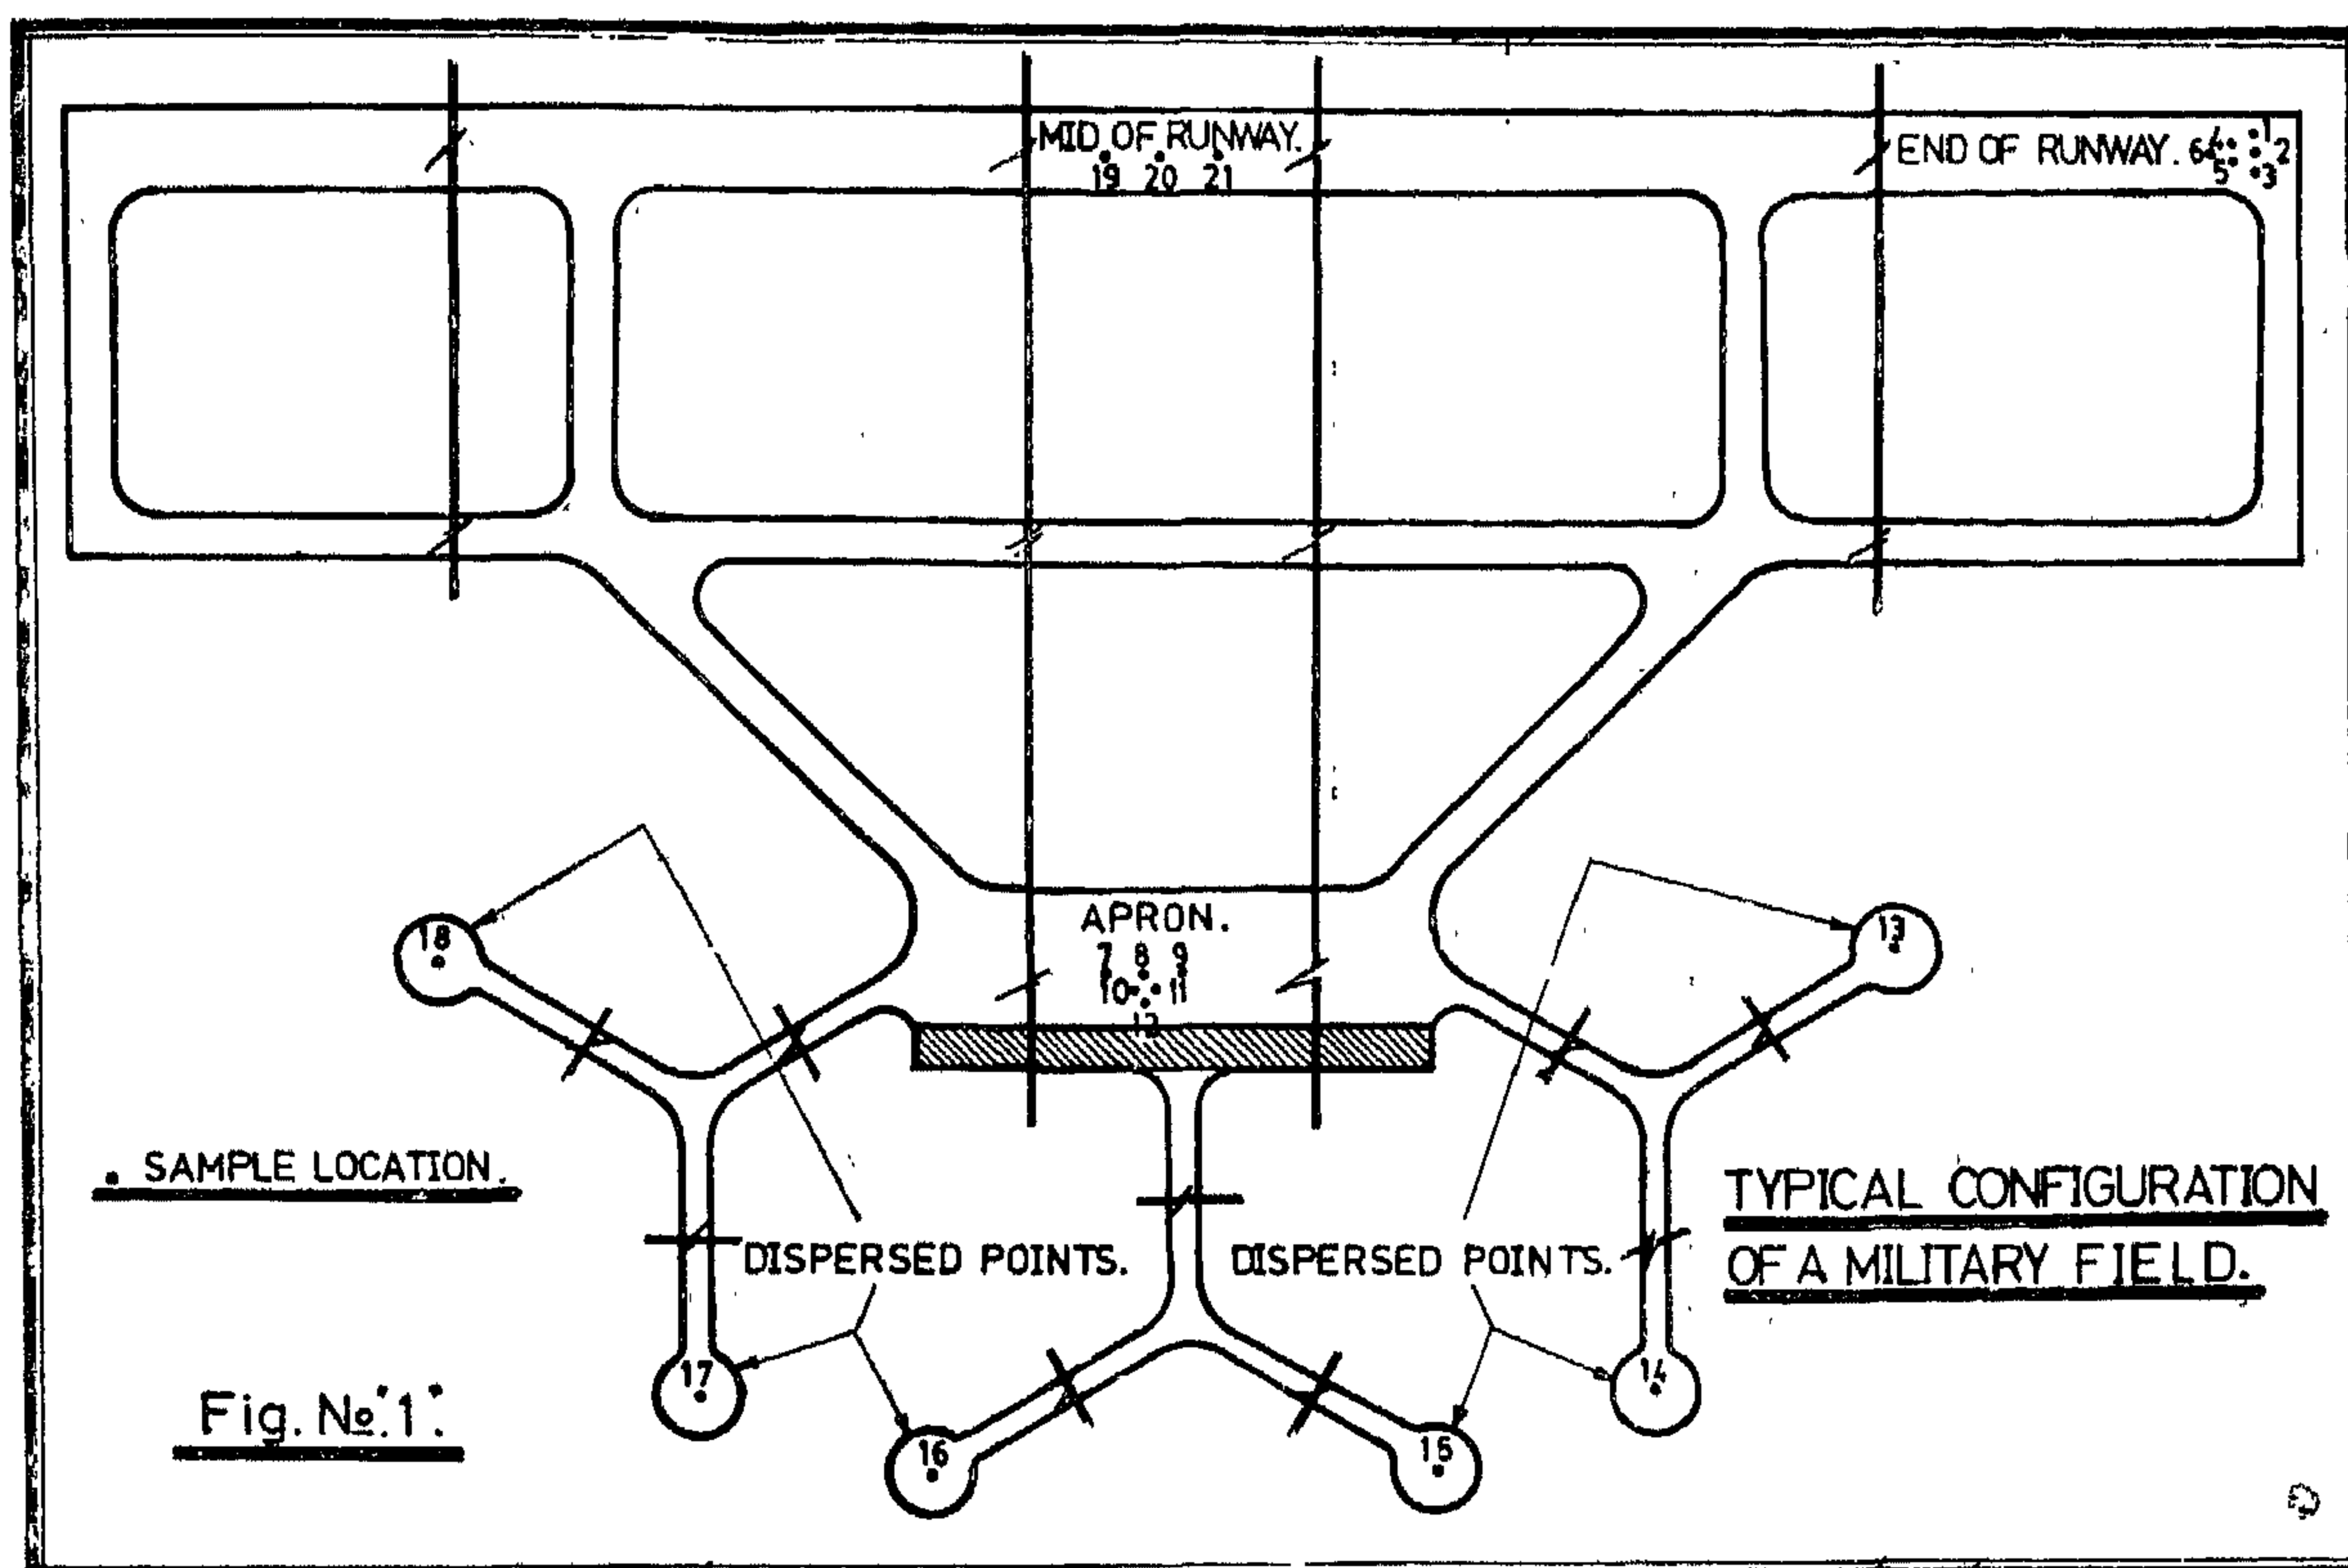 MID OF RUNWAY.
19 20 21
END OF RUNWAY. 6 4 1
2
5 3
APRON.
7 8 9
10 11
12
18
13
. SAMPLE LOCATION.
DISPERSED POINTS.
DISPERSED POINTS.
TYPICAL CONFIGURATION
OF A MILITARY FIELD.
17
14
16
15
Fig. No."1".